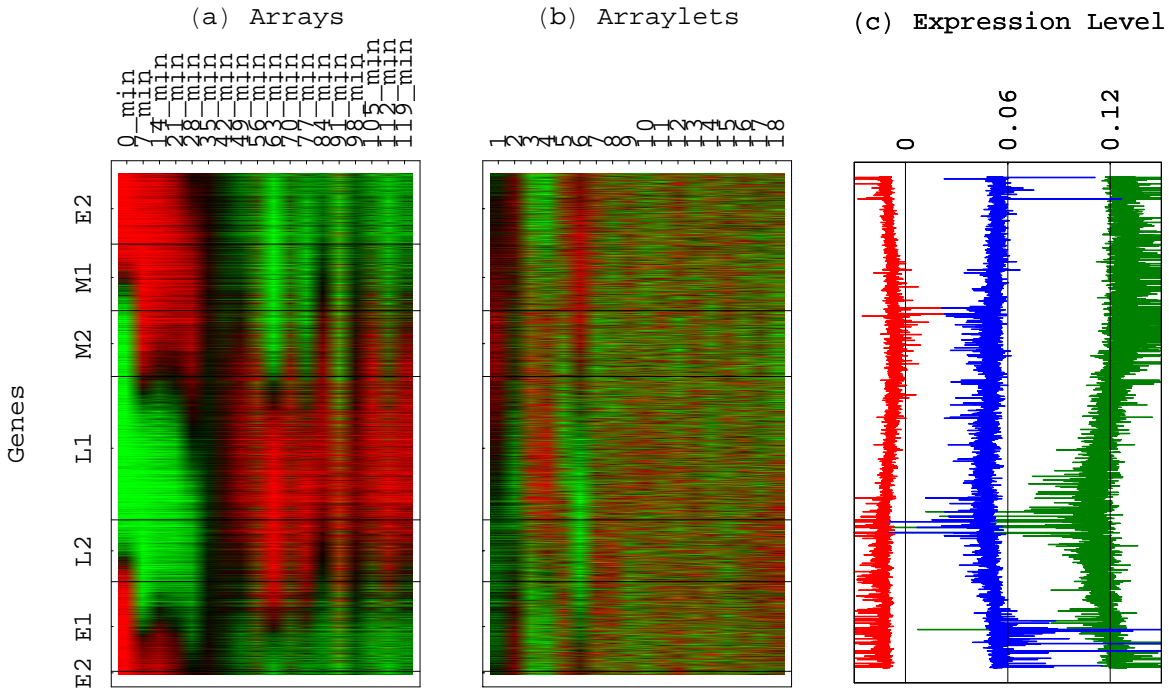 (a) Arrays
(b) Arraylets
(c) Expression Level
0_min
7_min
14_min
21_min
28_min
35_min
42_min
49_min
56_min
63_min
70_min
77_min
84_min
91_min
98_min
105_min
112_min
119_min
1
2
3
4
5
6
7
8
9
10
11
12
13
14
15
16
17
18
0
0.06
0.12
Genes
E2
M1
M2
L1
L2
E1
E2